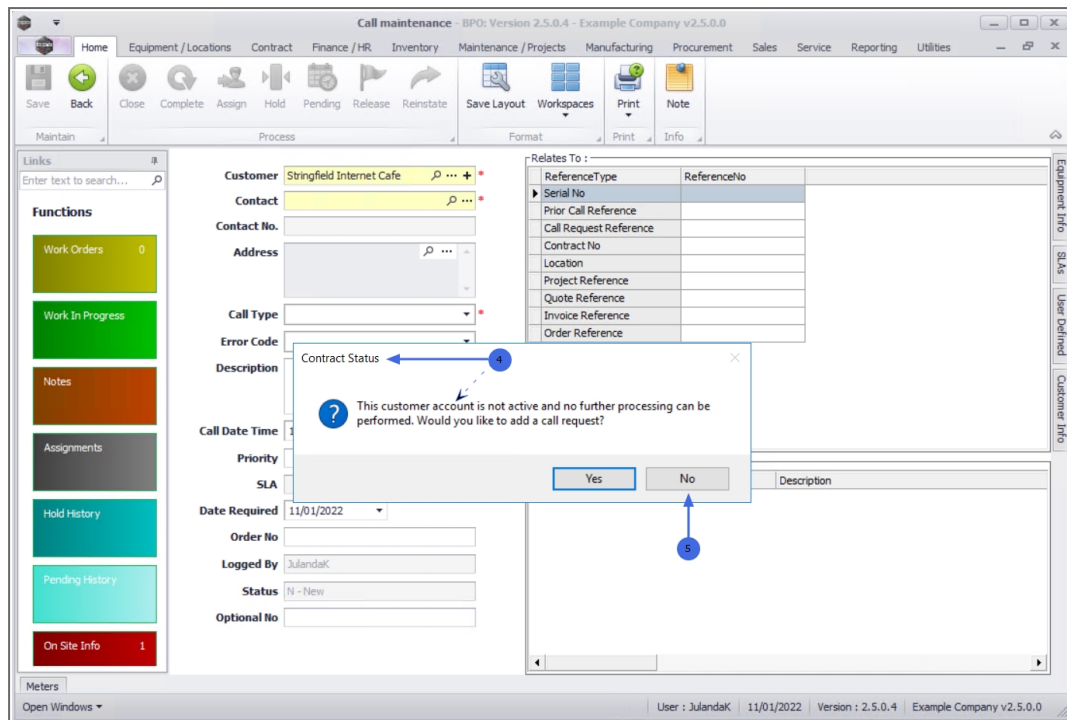 Call maintenance - BPO: Version 2.5.0.4 - Example Company v2.5.0.0
Home Equipment / Locations Contract Finance / HR Inventory Maintenance / Projects Manufacturing Procurement Sales Service Reporting Utilities
Save Back Close Complete Assign Hold Pending Release Reinstate Save Layout Workspaces Print Note
Maintain Process Format Print Info
Links
Enter text to search...
Functions
Work Orders 0
Work In Progress
Notes
Assignments
Hold History
Pending History
On Site Info 1
Customer Stringfield Internet Cafe *
Contact *
Contact No.
Address
Call Type *
Error Code
Description
Call Date Time 1
Priority
SLA
Date Required 11/01/2022
Order No
Logged By JulandaK
Status N - New
Optional No
Relates To :
ReferenceType ReferenceNo
Serial No
Prior Call Reference
Call Request Reference
Contract No
Location
Project Reference
Quote Reference
Invoice Reference
Order Reference
Description
Equipment Info
SLAs
User Defined
Customer Info
Contract Status
4
This customer account is not active and no further processing can be
performed. Would you like to add a call request?
Yes No
5
Meters
Open Windows
User : JulandaK 11/01/2022 Version : 2.5.0.4 Example Company v2.5.0.0